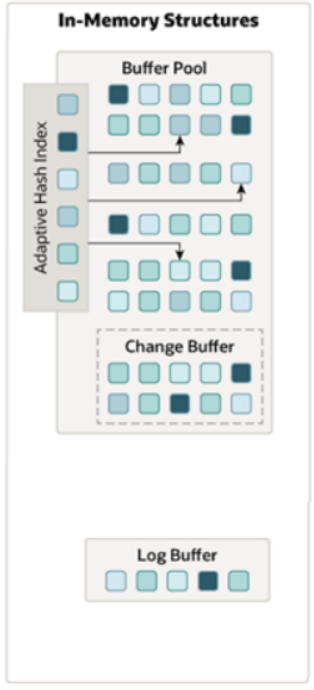 In-Memory Structures
Buffer Pool
Adaptive Hash Index
Change Buffer
Log Buffer